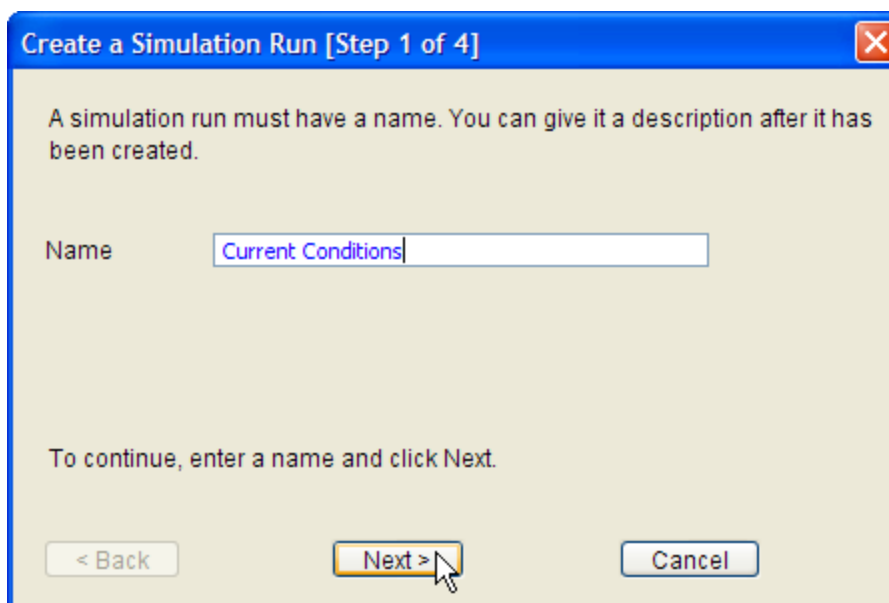 Create a Simulation Run [Step 1 of 4]
A simulation run must have a name. You can give it a description after it has
been created.
Name
Current Conditions
To continue, enter a name and click Next.
< Back
Next >
Cancel